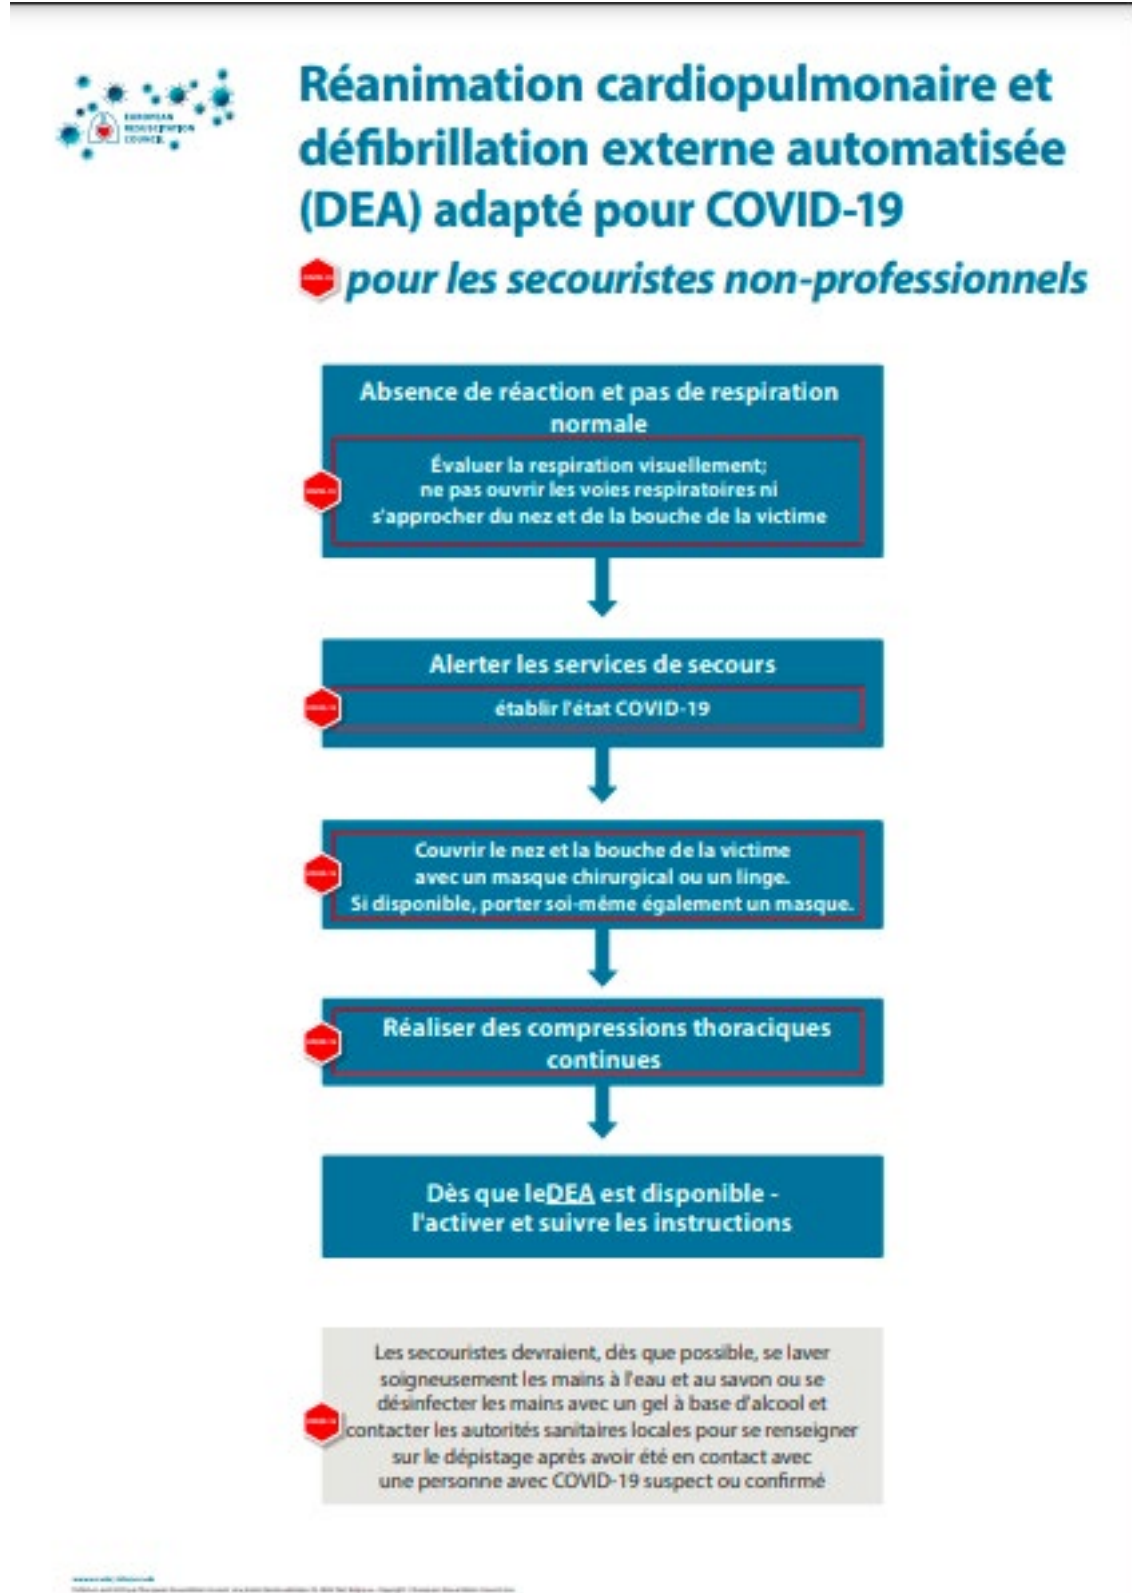 EUROPEAN
RESUSCITATION
COUNCIL
Réanimation cardiopulmonaire et
défibrillation externe automatisée
(DEA) adapté pour COVID-19
pour les secouristes non-professionnels
Absence de réaction et pas de respiration
normale
Évaluer la respiration visuellement;
ne pas ouvrir les voies respiratoires ni
s'approcher du nez et de la bouche de la victime
Alerter les services de secours
établir l'état COVID-19
Couvrir le nez et la bouche de la victime
avec un masque chirurgical ou un linge.
Si disponible, porter soi-même également un masque.
Réaliser des compressions thoraciques
continues
Dès que leDEA est disponible -
l'activer et suivre les instructions
Les secouristes devraient, dès que possible, se laver
soigneusement les mains à l'eau et au savon ou se
désinfecter les mains avec un gel à base d'alcool et
contacter les autorités sanitaires locales pour se renseigner
sur le dépistage après avoir été en contact avec
une personne avec COVID-19 suspect ou confirmé